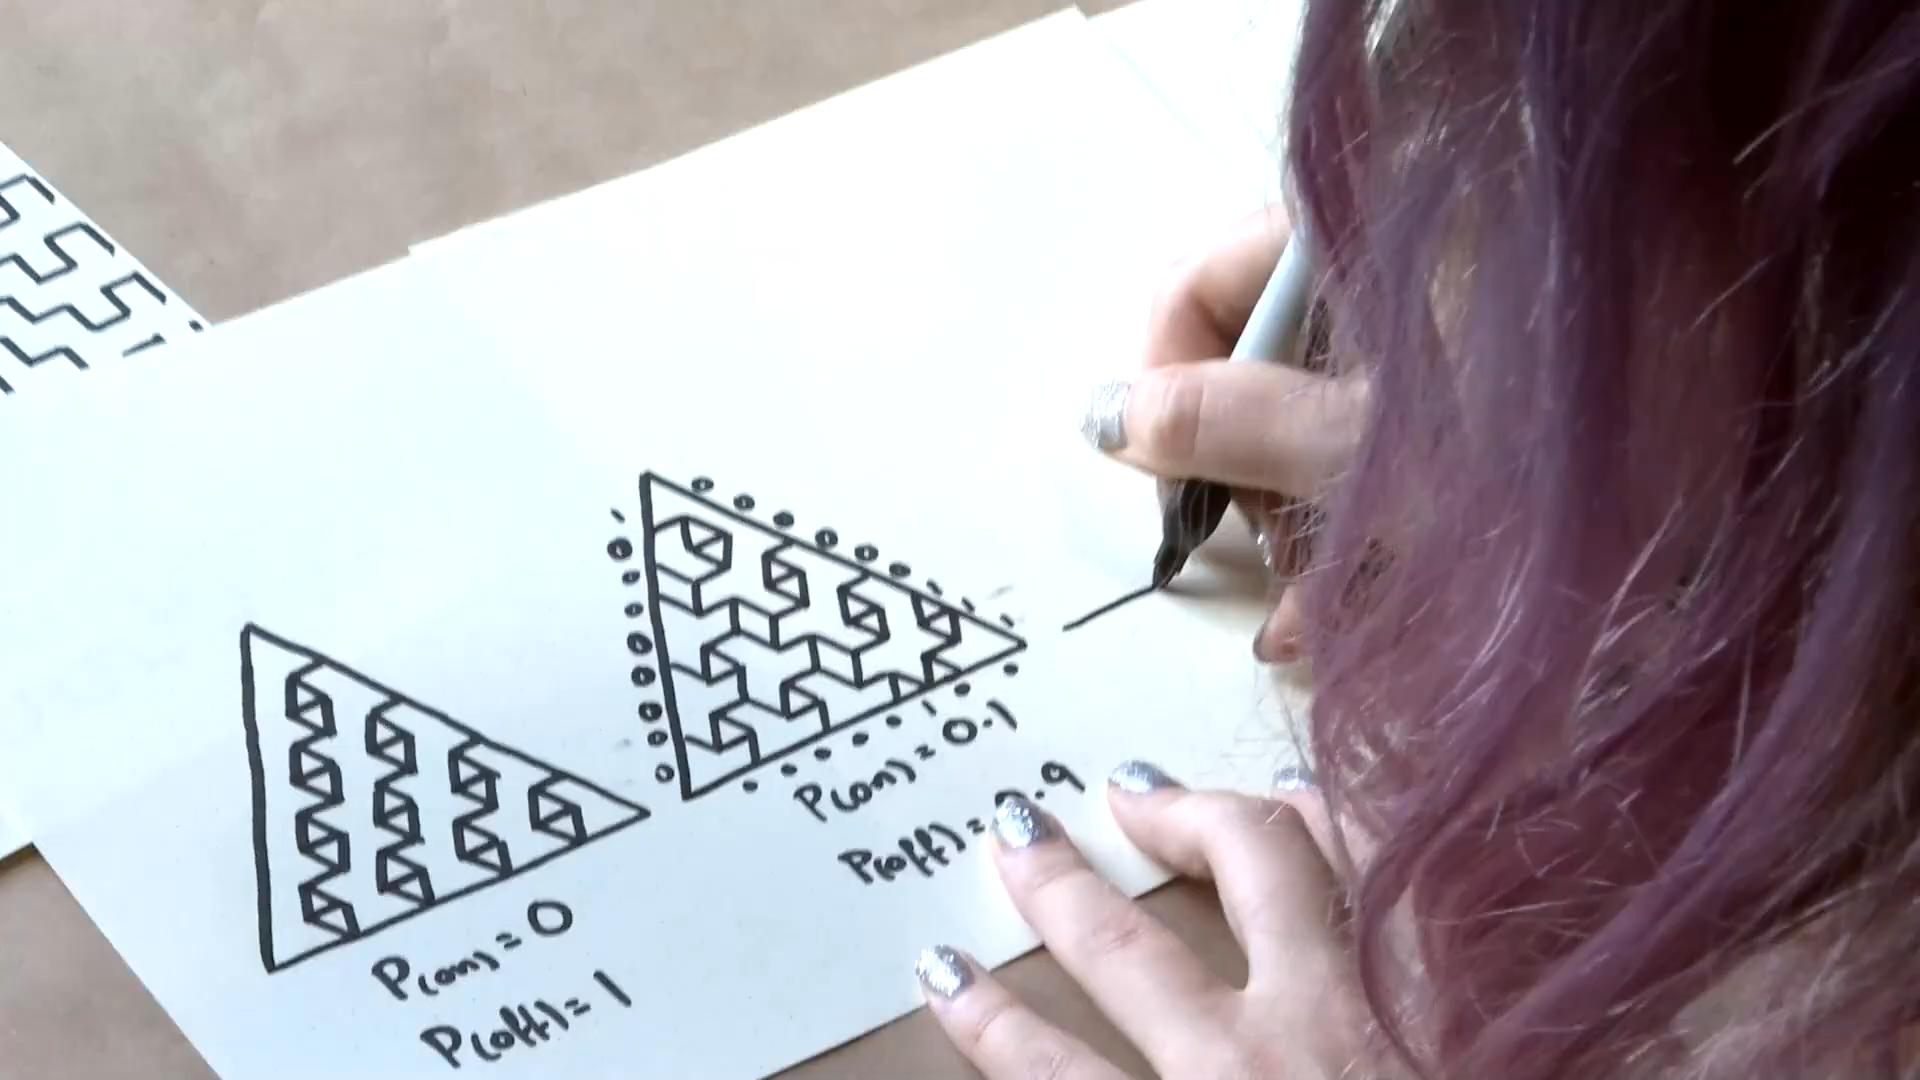 P(on) = 0
P(off) = 1
P(on) = 0.1
P(off) = 0.9